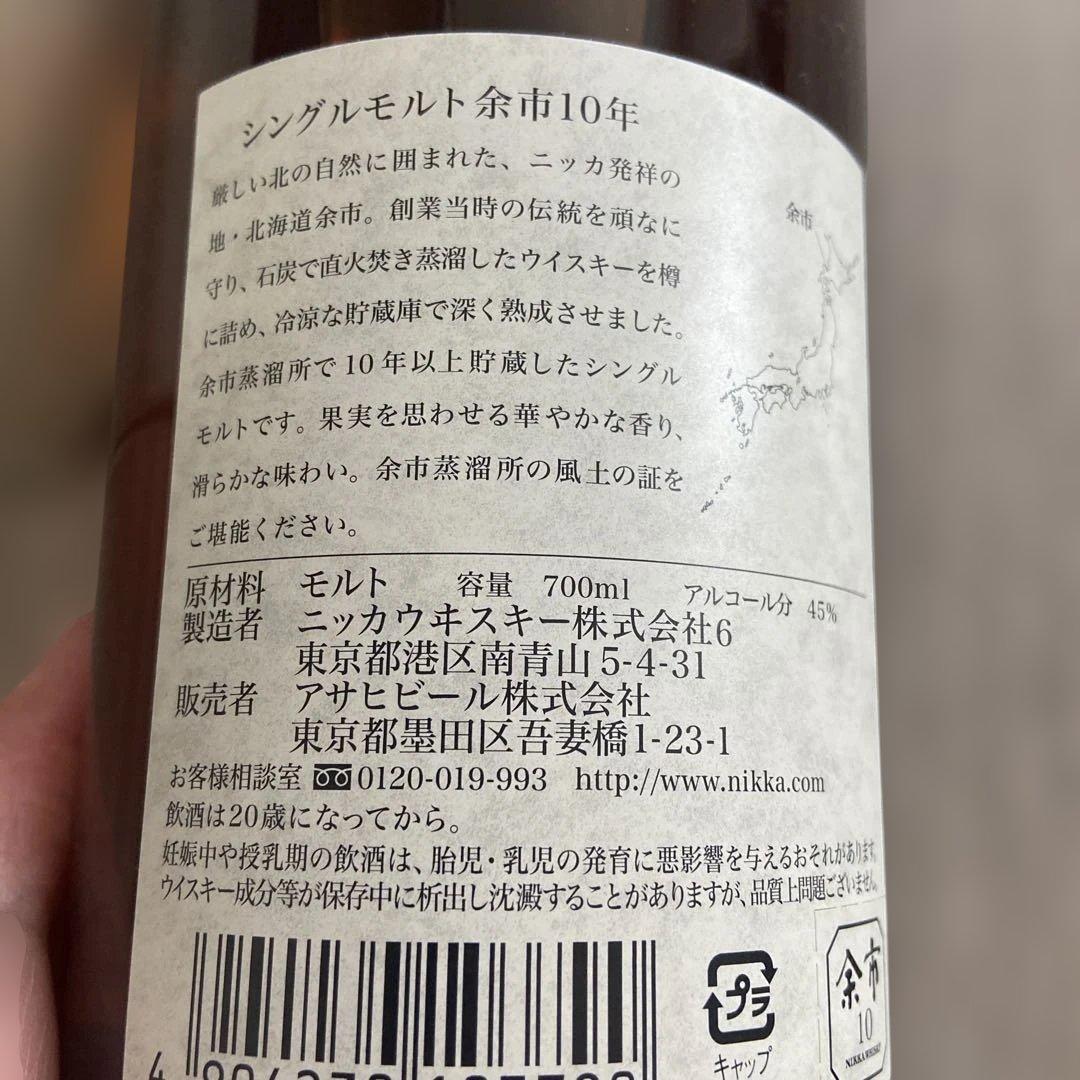 シングルモルト余市10年
厳しい北の自然に囲まれた、ニッカ発祥の
地・北海道余市。創業当時の伝統を頑なに
守り、石炭で直火焚き蒸溜したウイスキーを樽
に詰め、冷涼な貯蔵庫で深く熟成させました。
余市蒸溜所で10年以上貯蔵したシングル
モルトです。果実を思わせる華やかな香り、
滑らかな味わい。余市蒸溜所の風土の証を
ご堪能ください。
余市
原材料 モルト 容量 700ml アルコール分 45%
製造者 ニッカウヰスキー株式会社6
東京都港区南青山5-4-31
販売者 アサヒビール株式会社
東京都墨田区吾妻橋1-23-1
お客様相談室 0120-019-993 http://www.nikka.com
飲酒は20歳になってから。
妊娠中や授乳期の飲酒は、胎児・乳児の発育に悪影響を与えるおそれがあります。
ウイスキー成分等が保存中に析出し沈澱することがありますが、品質上問題ございません。
プラ
キャップ
余市
10
NIKKA WHISKY